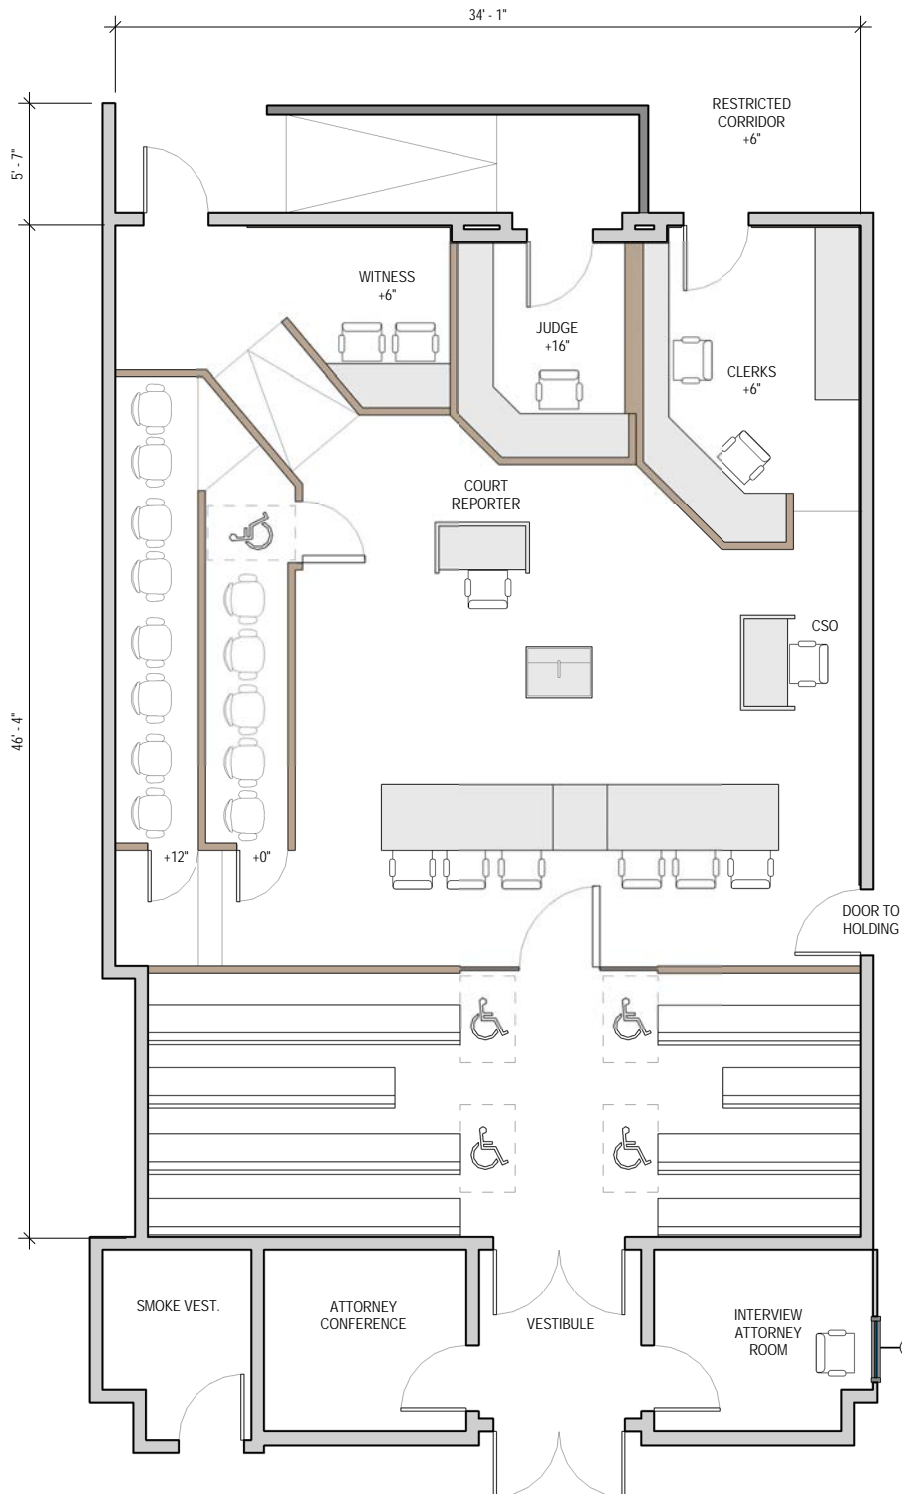 34' - 1"
RESTRICTED
CORRIDOR
+6"
5' - 7"
WITNESS
+6"
JUDGE
+16"
CLERKS
+6"
COURT
REPORTER
CSO
46' - 4"
+12"
+0"
DOOR TO
HOLDING
SMOKE VEST.
ATTORNEY
CONFERENCE
VESTIBULE
INTERVIEW
ATTORNEY
ROOM